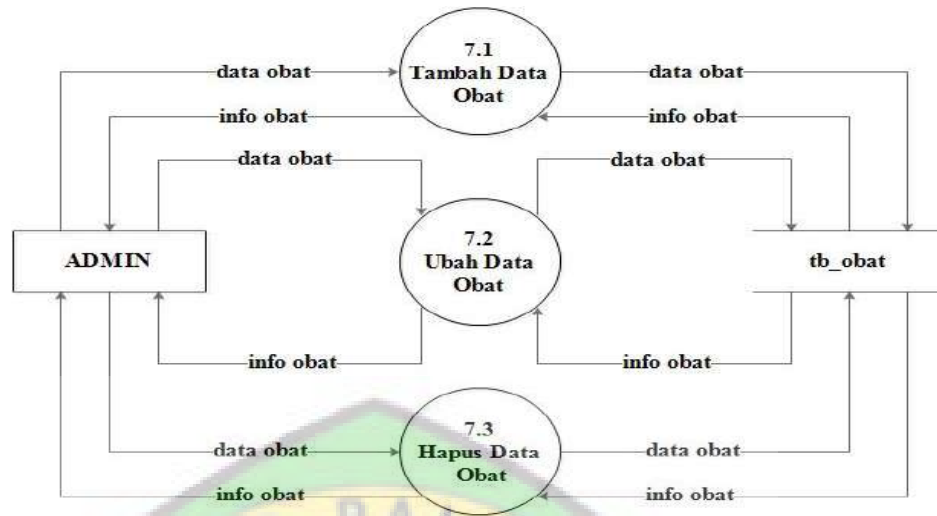 7.1
Tambah Data
Obat
data obat
data obat
info obat
info obat
data obat
data obat
7.2
Ubah Data
Obat
ADMIN
tb_obat
info obat
info obat
7.3
Hapus Data
Obat
data obat
data obat
info obat
info obat